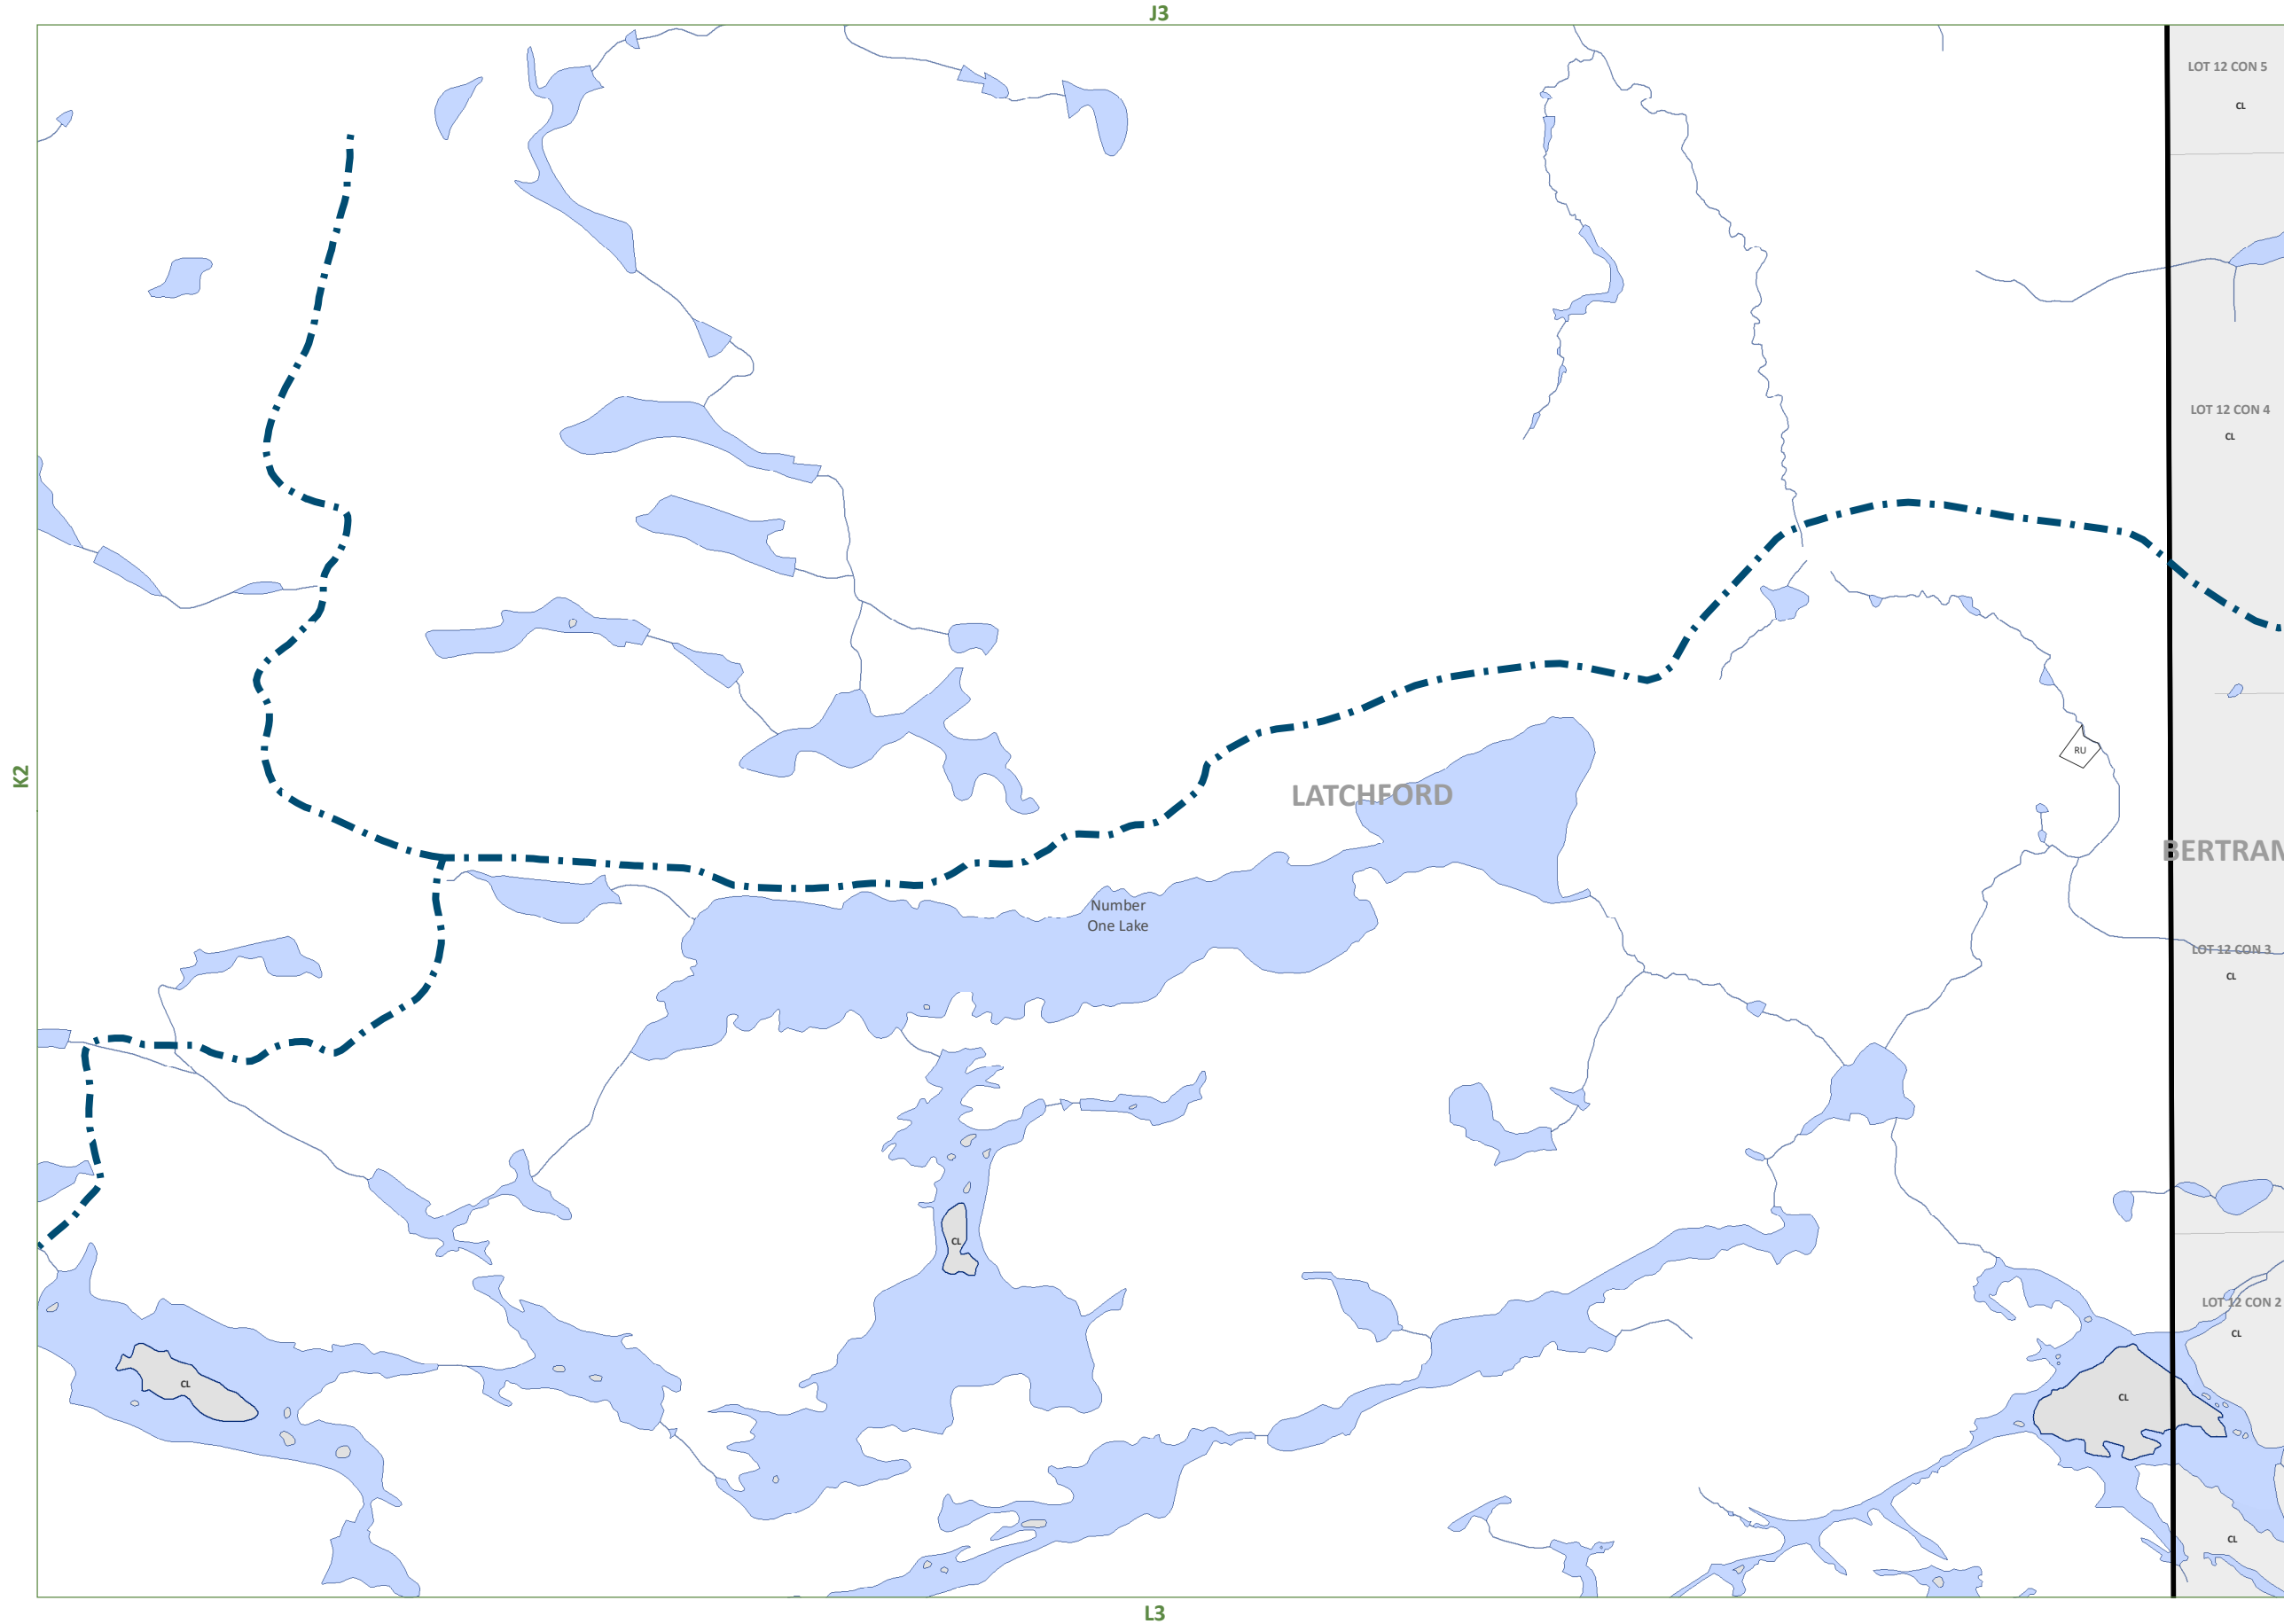 J3
LOT 12 CON 5
CL
LOT 12 CON 4
CL
RU
K2
LATCHFORD
BERTRAM
Number
One Lake
LOT 12 CON 3
CL
CL
LOT 12 CON 2
CL
CL
CL
CL
L3